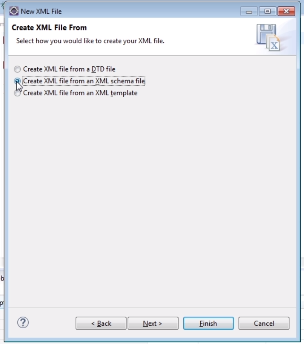 New XML File
Create XML File From
Select how you would like to create your XML file.
Create XML file from a DTD file
Create XML file from an XML schema file
Create XML file from an XML template
?
< Back
Next >
Finish
Cancel